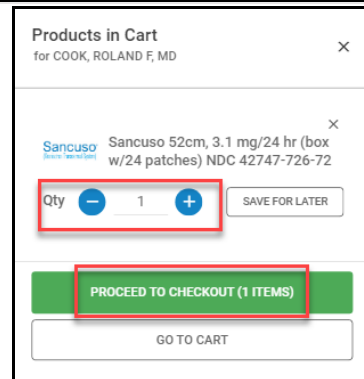 Products in Cart
for COOK, ROLAND F, MD
Sancuso
Sancuso 52cm, 3.1 mg/24 hr (box
w/24 patches) NDC 42747-726-72
Qty 1 SAVE FOR LATER
PROCEED TO CHECKOUT (1 ITEMS)
GO TO CART